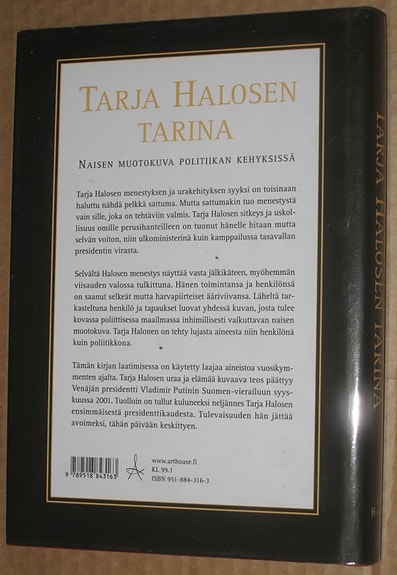 TARJA HALOSEN
TARINA
NAISEN MUOTOKUVA POLITIIKAN KEHYKSISSÄ
Tarja Halosen menestyksen ja urakehityksen syyksi on toisinaan
haluttu nähdä pelkkä sattuma. Mutta sattumakin tuo menestystä
vain sille, joka on tehtäviin valmis. Tarja Halosen sitkeys ja uskol-
lisuus omille perusihanteilleen on tuonut hänelle hitaan mutta
selvän voiton, niin ulkoministerinä kuin kamppailussa tasavallan
presidentin virasta.
Selvältä Halosen menestys näyttää vasta jälkikäteen, myöhemmän
viisauden valossa tulkittuna. Hänen toimintansa ja henkilönsä
on saanut selkeät mutta harvapiirteiset ääriviivansa. Läheltä tar-
kasteltuna henkilö ja tapaukset luovat yhdessä kuvan, josta tulee
kovassa poliittisessa maailmassa inhimillisesti vaikuttavan naisen
muotokuva. Tarja Halonen on tehty lujasta aineesta niin henkilönä
kuin poliitikkona.
Tämän kirjan laatimisessa on käytetty laajaa aineistoa vuosikym-
menten ajalta. Tarja Halosen uraa ja elämää kuvaava teos päättyy
Venäjän presidentti Vladimir Putinin Suomen-vierailuun syys-
kuussa 2001. Tuolloin on tullut kuluneeksi neljännes Tarja Halosen
ensimmäisestä presidenttikaudesta. Tulevaisuuden hän jättää
avoimeksi, tähän päivään keskittyen.
www.arthouse.fi
KL 99.1
ISBN 951-884-316-3
9 789518 843163
TARJA HALOSEN TARINA